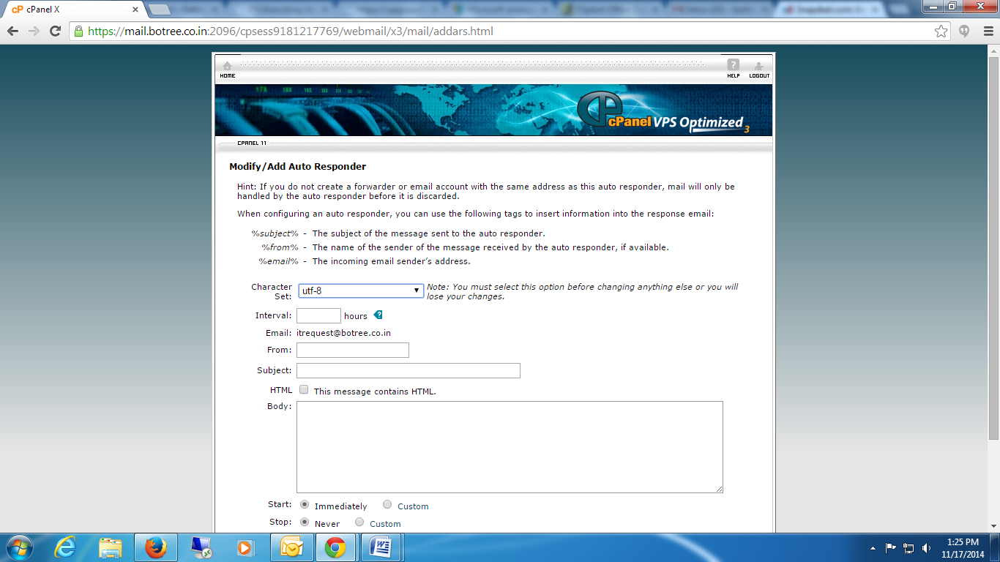 cPanel X
https://mail.botree.co.in:2096/cpsess9181217769/webmail/x3/mail/addars.html
HOME
HELP
LOGOUT
cPanel VPS Optimized 3
CPANEL 11
Modify/Add Auto Responder
Hint: If you do not create a forwarder or email account with the same address as this auto responder, mail will only be
handled by the auto responder before it is discarded.
When configuring an auto responder, you can use the following tags to insert information into the response email:
%subject% - The subject of the message sent to the auto responder.
%from% - The name of the sender of the message received by the auto responder, if available.
%email% - The incoming email sender's address.
Character
Set:
utf-8
Note: You must select this option before changing anything else or you will
lose your changes.
Interval: hours
Email: itrequest@botree.co.in
From:
Subject:
HTML This message contains HTML.
Body:
Start: Immediately Custom
Stop: Never Custom
1:25 PM
11/17/2014